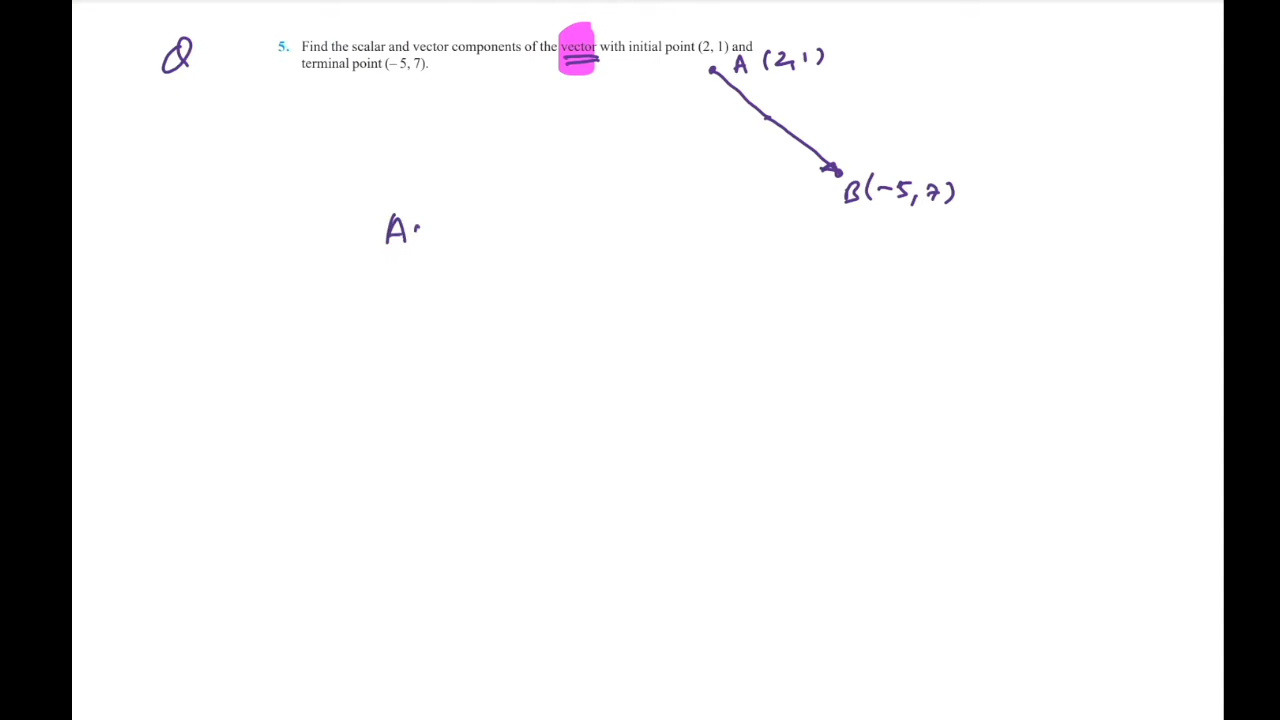 Q
5. Find the scalar and vector components of the vector with initial point (2, 1) and
terminal point (– 5, 7).
A (2,1)
B(-5,7)
A